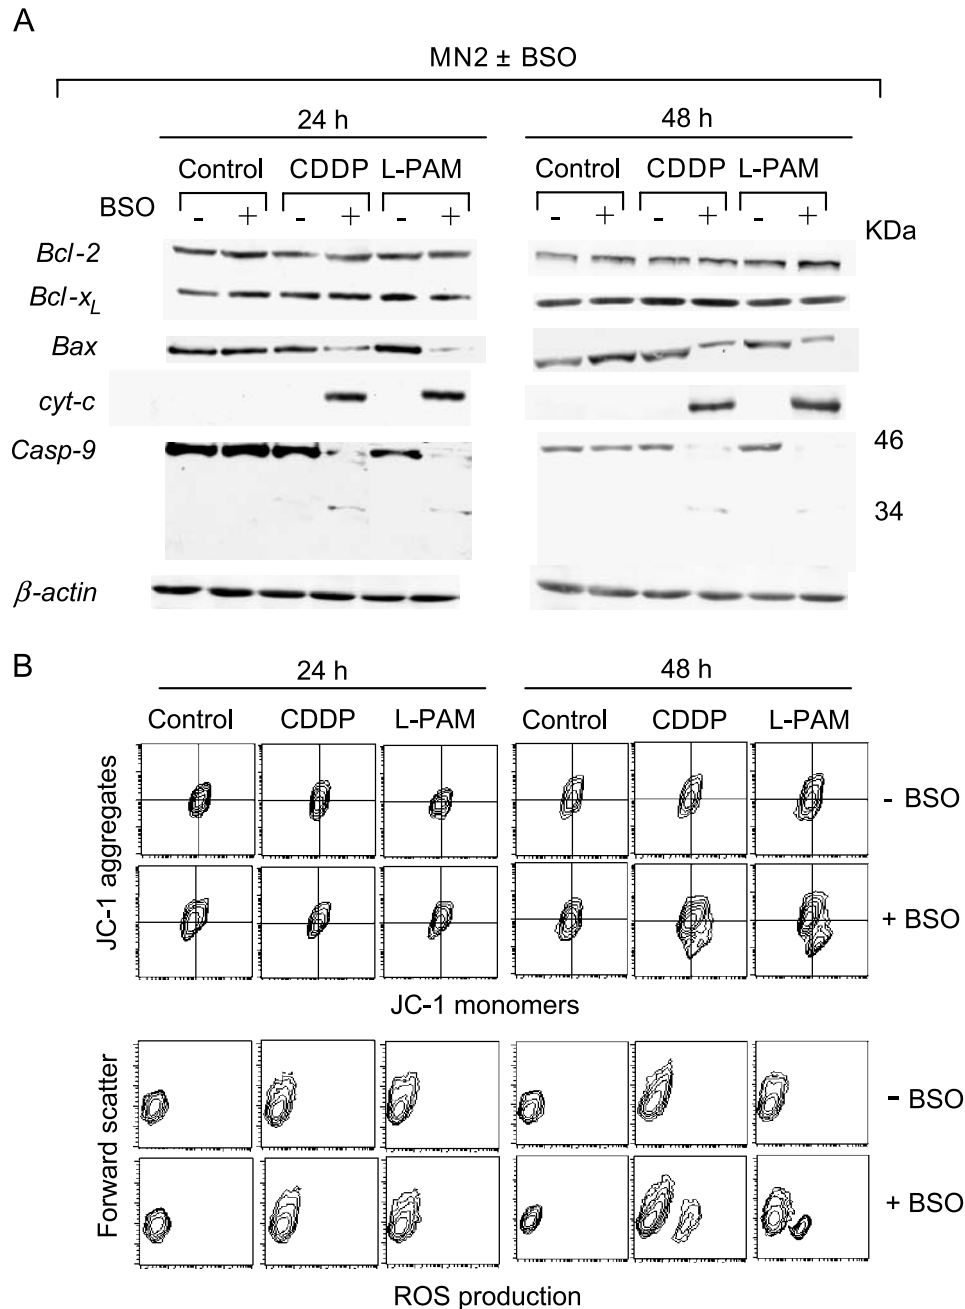 A
MN2 ± BSO
24 h 48 h
Control CDDP L-PAM Control CDDP L-PAM
BSO - + - + - + - + - + - + KDa
Bcl-2
Bcl-xL
Bax
cyt-c
Casp-9 46
34
β-actin
B
24 h 48 h
Control CDDP L-PAM Control CDDP L-PAM
JC-1 aggregates
- BSO
+ BSO
JC-1 monomers
Forward scatter
- BSO
+ BSO
ROS production